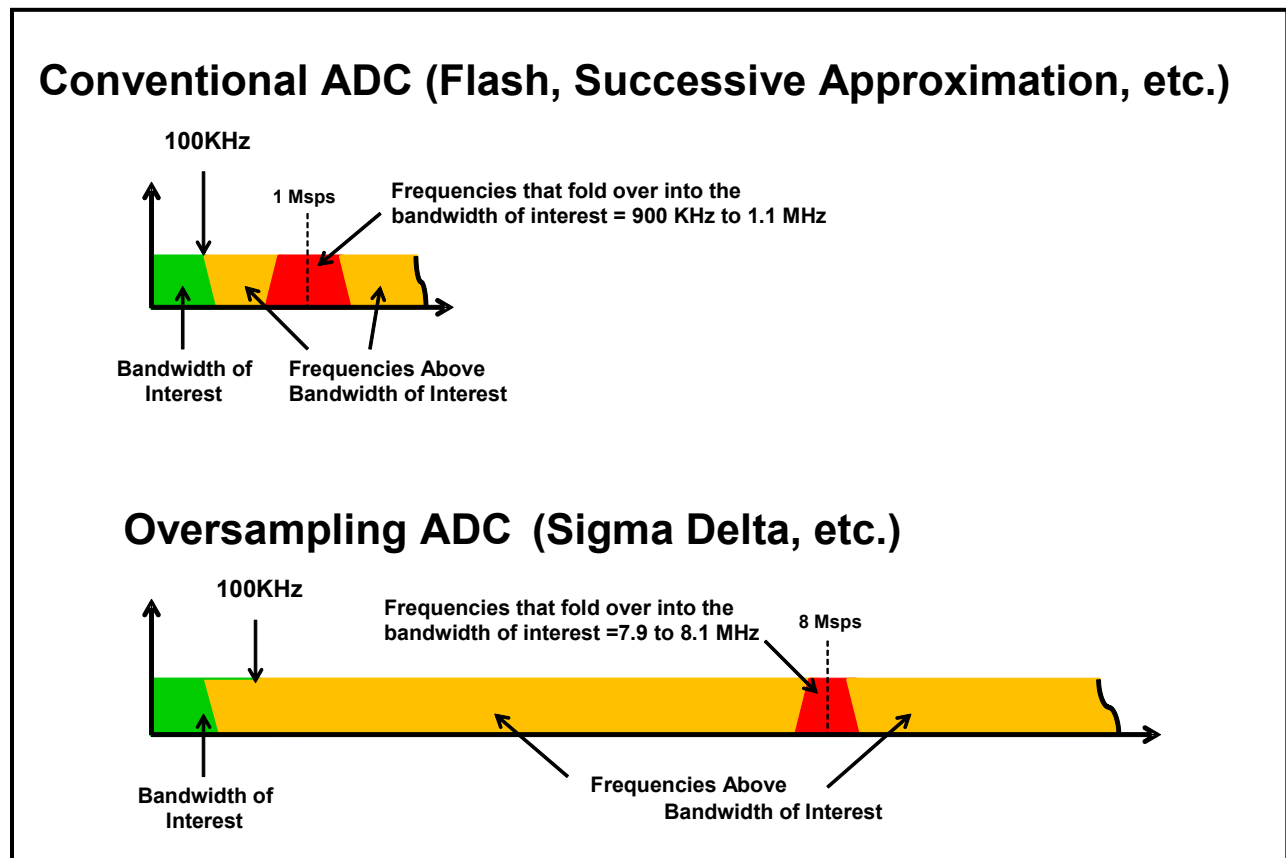 Conventional ADC (Flash, Successive Approximation, etc.)
100KHz
1 Msps
Frequencies that fold over into the
bandwidth of interest = 900 KHz to 1.1 MHz
Bandwidth of
Interest
Frequencies Above
Bandwidth of Interest
Oversampling ADC (Sigma Delta, etc.)
100KHz
Frequencies that fold over into the
bandwidth of interest =7.9 to 8.1 MHz
8 Msps
Bandwidth of
Interest
Frequencies Above
Bandwidth of Interest